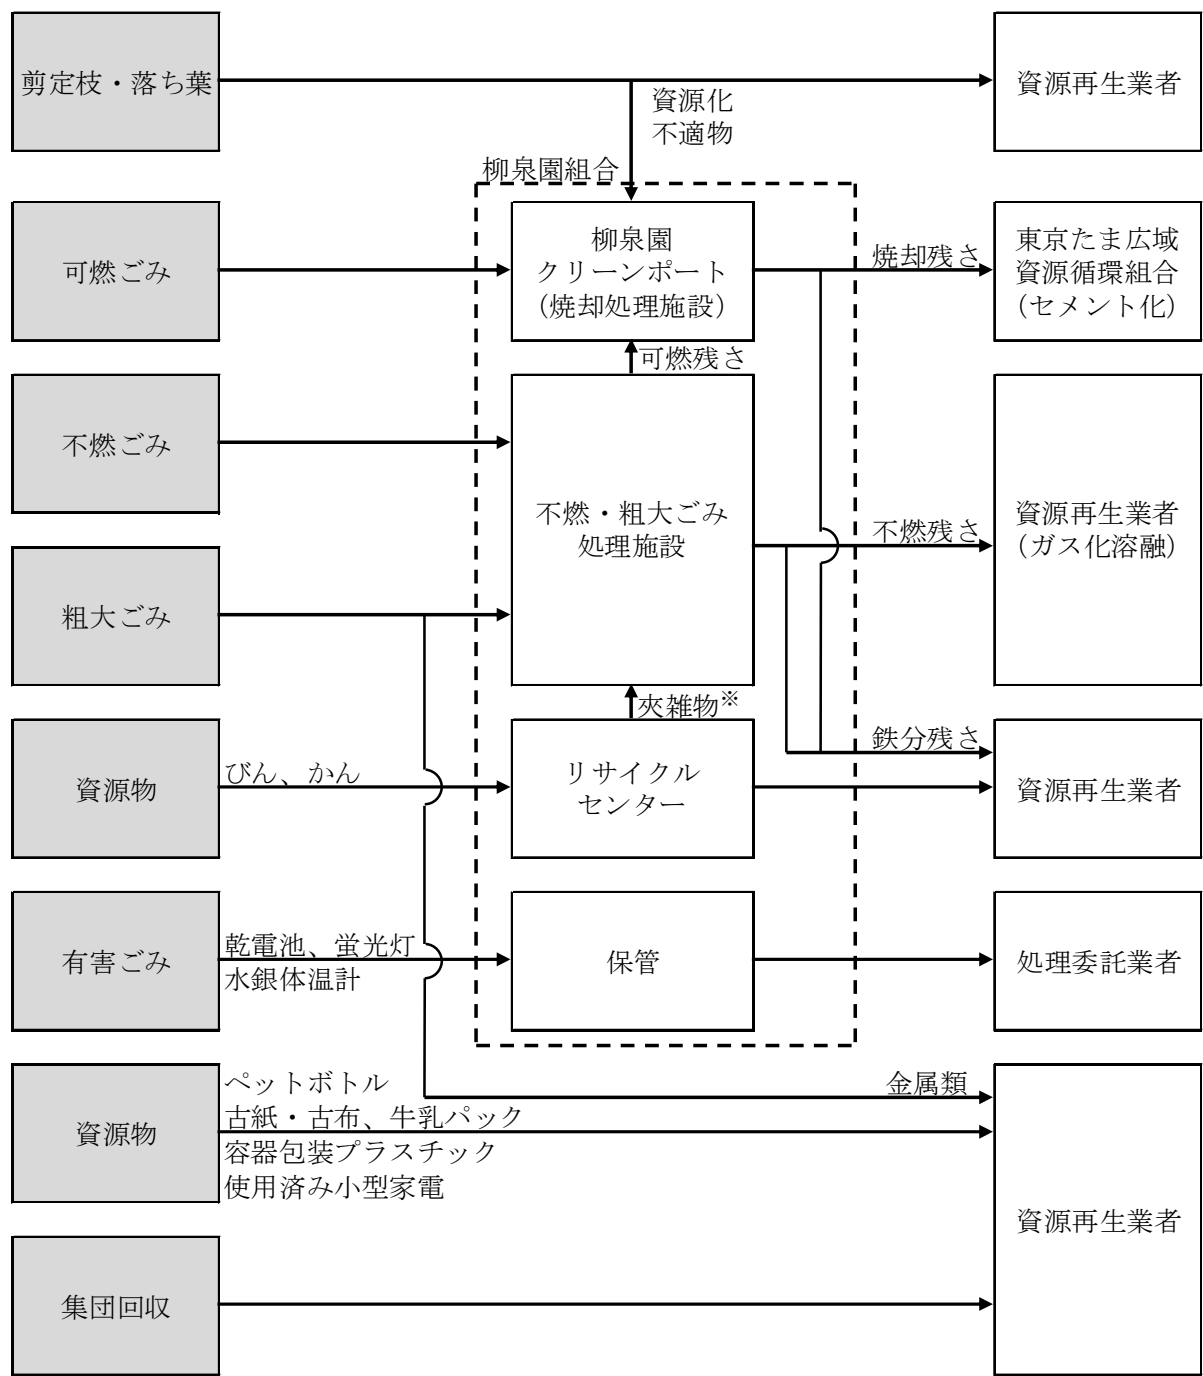 剪定枝・落ち葉
資源化
不適物
資源再生業者
柳泉園組合
可燃ごみ
柳泉園
クリーンポート
(焼却処理施設)
焼却残さ
東京たま広域
資源循環組合
(セメント化)
可燃残さ
不燃ごみ
不燃・粗大ごみ
処理施設
不燃残さ
資源再生業者
(ガス化溶融)
粗大ごみ
夾雑物※
鉄分残さ
資源物
びん、かん
リサイクル
センター
資源再生業者
有害ごみ
乾電池、蛍光灯
水銀体温計
保管
処理委託業者
資源物
ペットボトル
古紙・古布、牛乳パック
容器包装プラスチック
使用済み小型家電
金属類
資源再生業者
集団回収